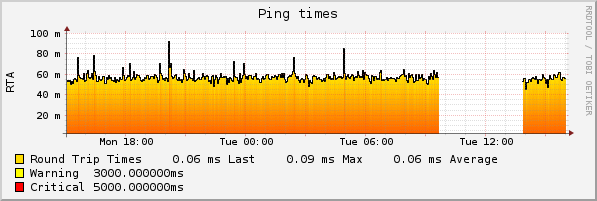 Ping times
RRDTOOL / TOBI OETIKER
100 m
80 m
60 m
40 m
20 m
RTA
Mon 18:00 Tue 00:00 Tue 06:00 Tue 12:00
Round Trip Times 0.06 ms Last 0.09 ms Max 0.06 ms Average
Warning 3000.000000ms
Critical 5000.000000ms